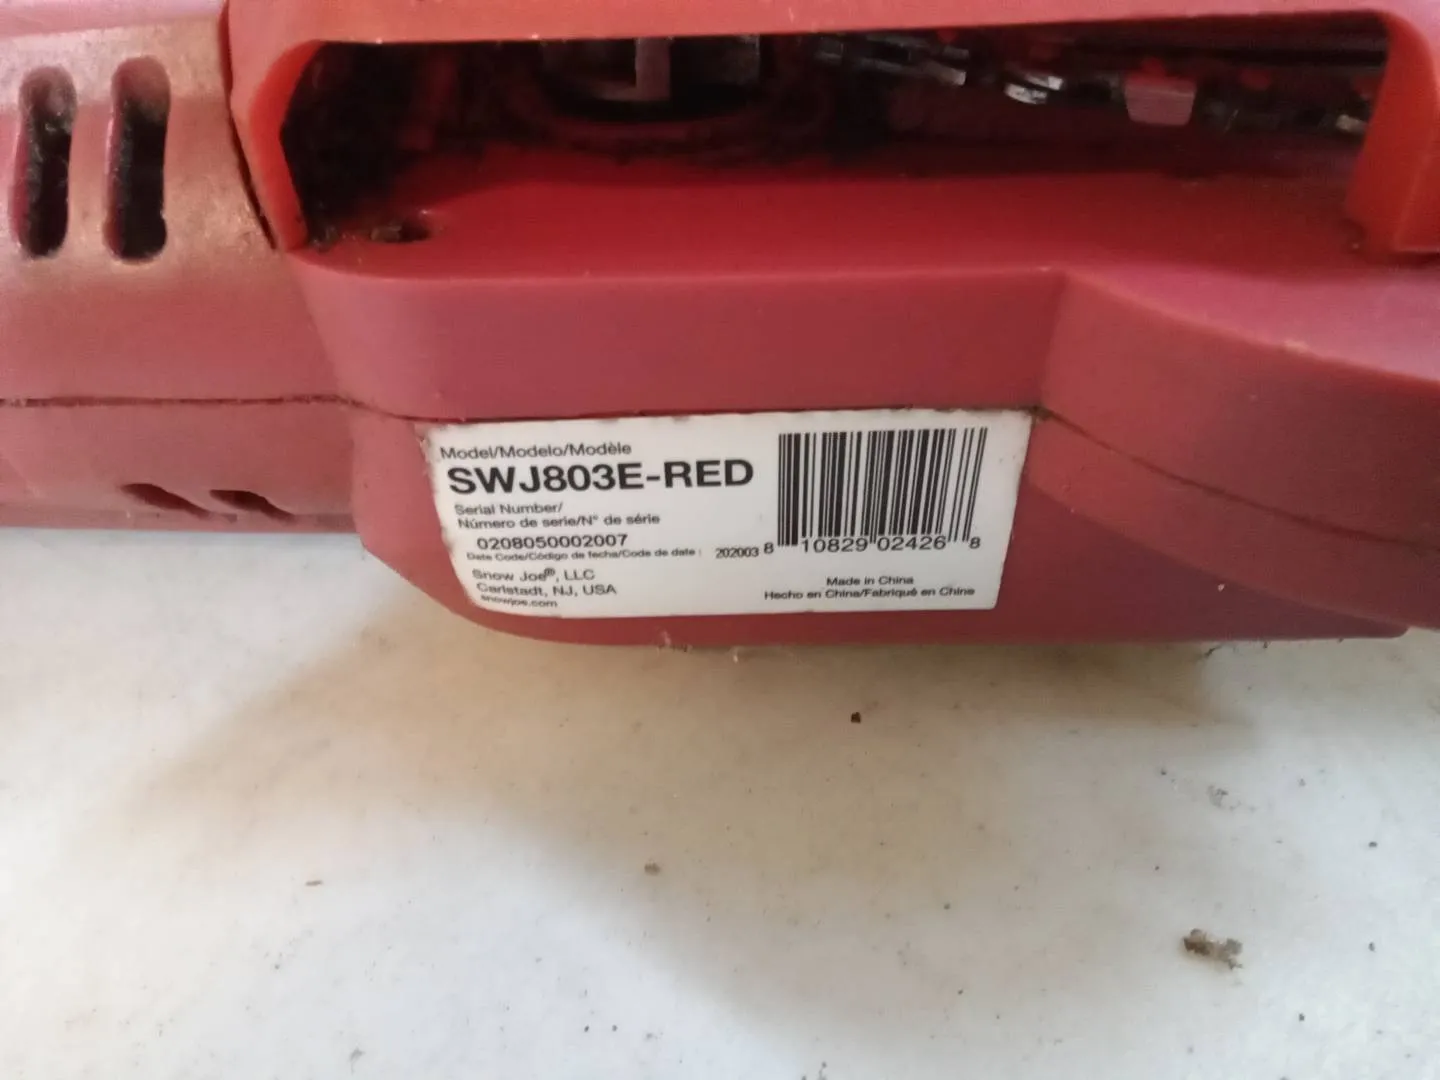 Model/Modelo/Modèle
SWJ803E-RED
Serial Number/
Número de serie/N° de série
0208050002007
Date Code/Código de fecha/Code de date : 202003
Snow Joe®, LLC
Carlstadt, NJ, USA
snowjoe.com
8 10829 02426 8
Made in China
Hecho en China/Fabriqué en Chine